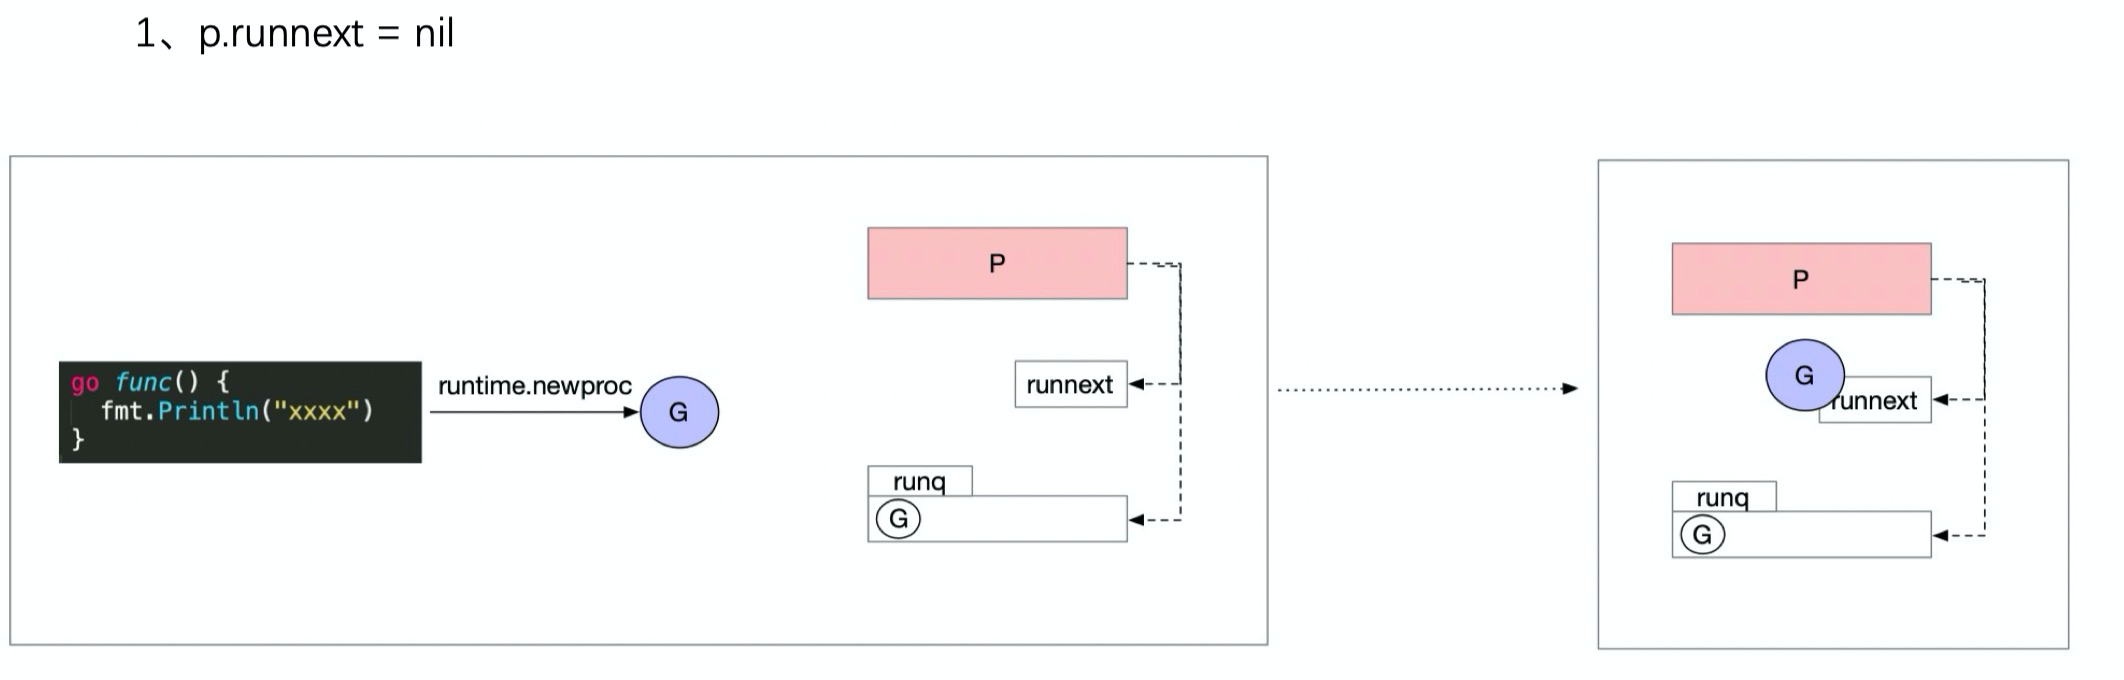 1、p.runnext = nil
go func() {
fmt.Println("xxxx")
}
runtime.newproc
G
P
runnext
runq
G
P
G
runnext
runq
G